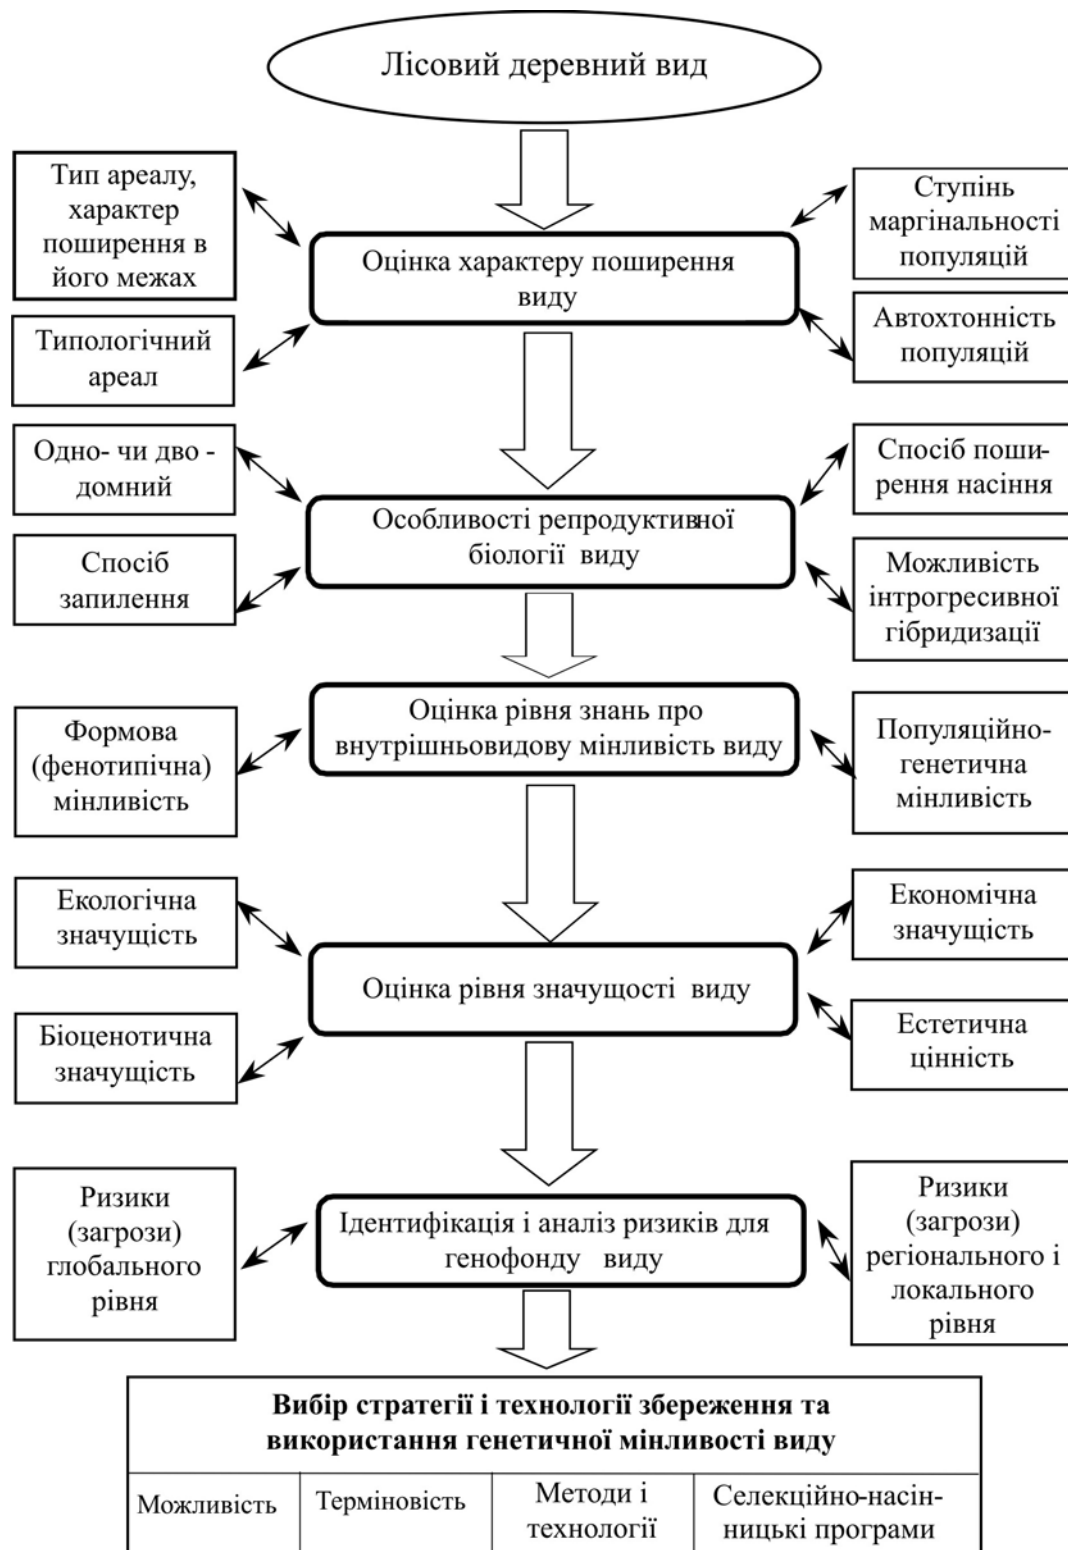 Лісовий деревний вид
Тип ареалу,
характер
поширення в
його межах
Ступінь
маргінальності
популяцій
Оцінка характеру поширення
виду
Типологічний
ареал
Автохтонність
популяцій
Одно- чи дво -
домний
Спосіб поши-
рення насіння
Особливості репродуктивної
біології виду
Спосіб
запилення
Можливість
інтрогресивної
гібридизації
Оцінка рівня знань про
внутрішньовидову мінливість виду
Формова
(фенотипічна)
мінливість
Популяційно-
генетична
мінливість
Екологічна
значущість
Економічна
значущість
Оцінка рівня значущості виду
Біоценотична
значущість
Естетична
цінність
Ризики
(загрози)
глобального
рівня
Ідентифікація і аналіз ризиків для
генофонду виду
Ризики
(загрози)
регіонального і
локального
рівня
Вибір стратегії і технології збереження та
використання генетичної мінливості виду
Можливість
Терміновість
Методи і
технології
Селекційно-насін-
ницькі програми